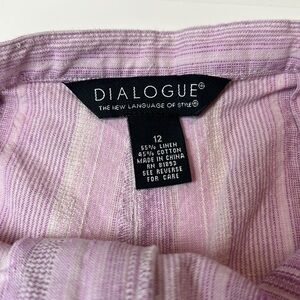 DIALOGUE®
THE NEW LANGUAGE OF STYLE®
12
55% LINEN
45% COTTON
MADE IN CHINA
RN 81893
SEE REVERSE
FOR CARE